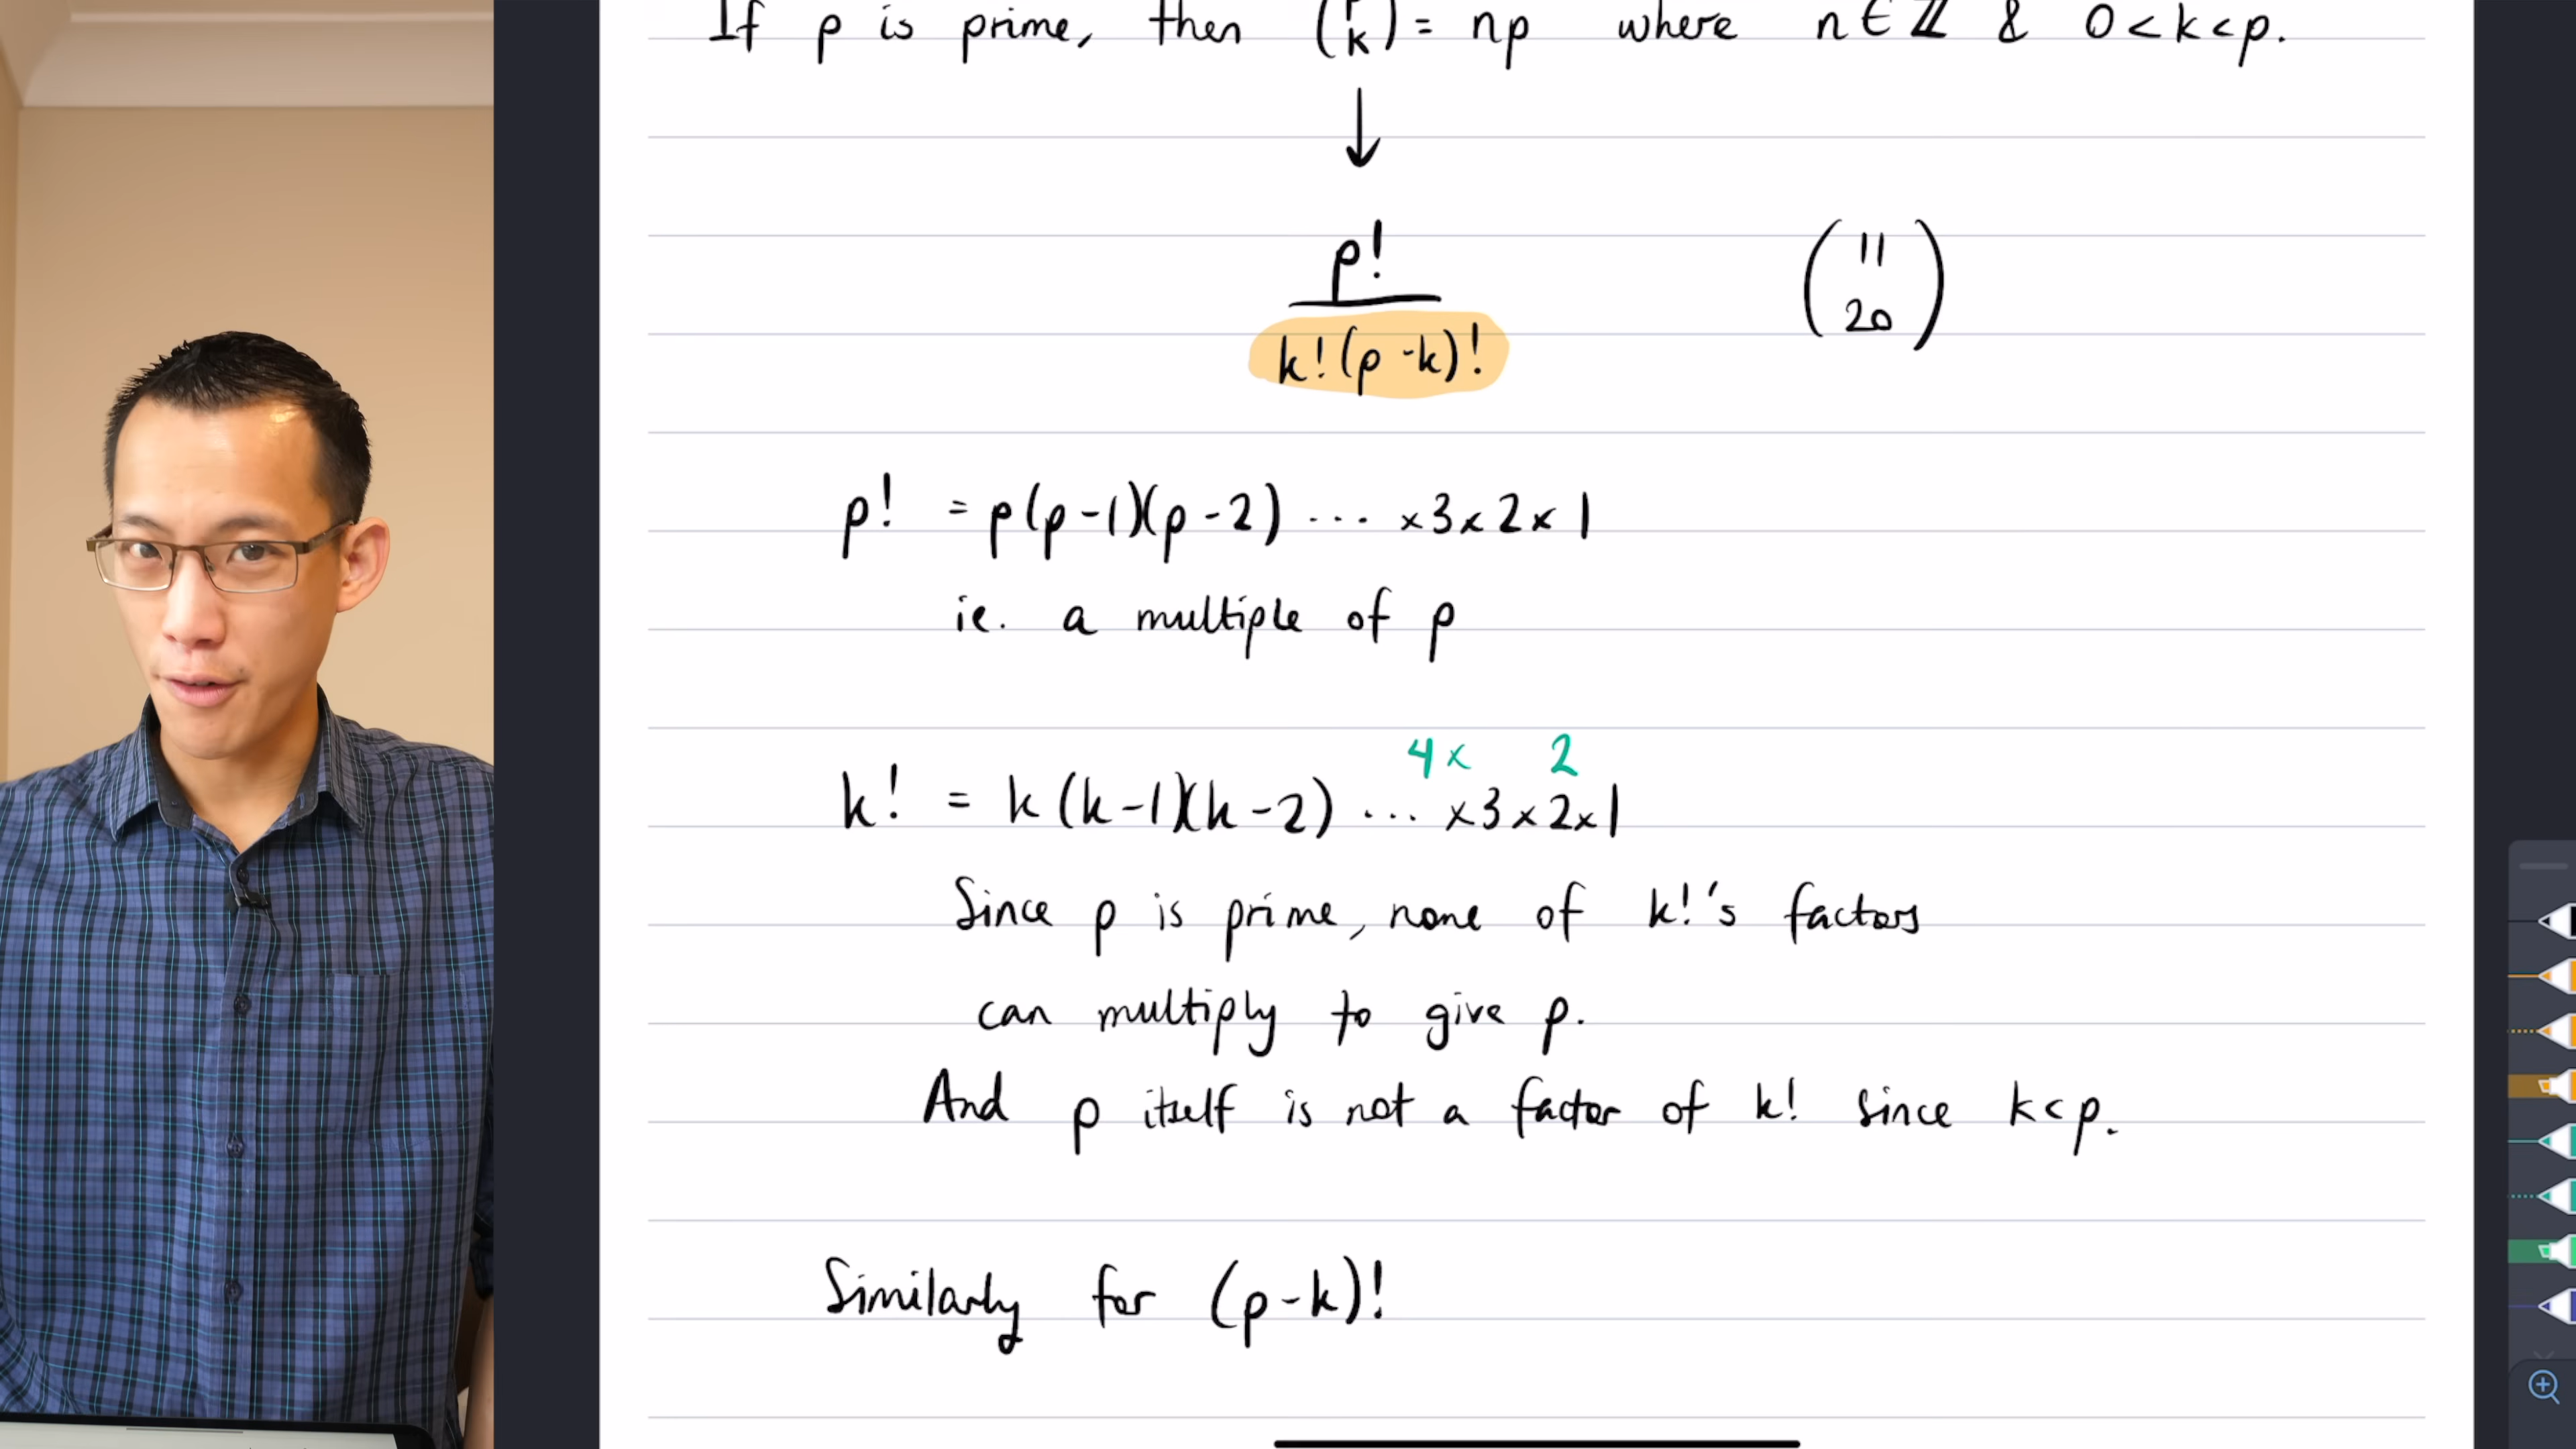 If p is prime, then (p k) = np where n ∈ ℤ & 0 < k < p.
↓
p!
k!(p - k)!
(11 20)
p! = p(p-1)(p-2) ... × 3 × 2 × 1
ie. a multiple of p
4 × 2
k! = k(k-1)(k-2) ... × 3 × 2 × 1
Since p is prime, none of k!'s factors
can multiply to give p.
And p itself is not a factor of k! since k < p.
Similarly for (p-k)!